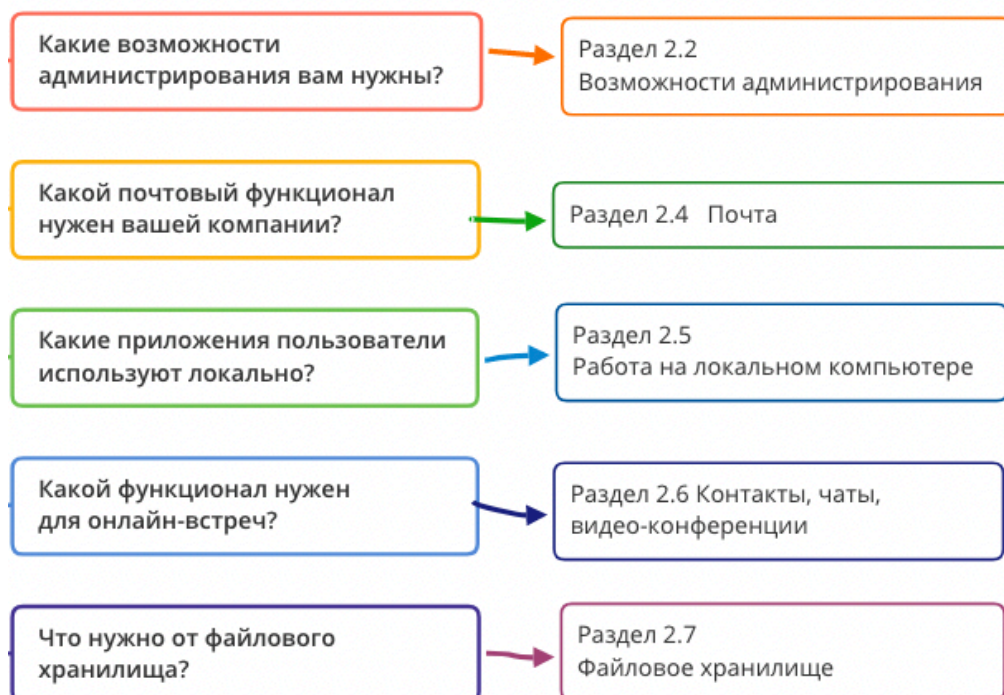 Какие возможности
администрирования вам нужны?
Раздел 2.2
Возможности администрирования
Какой почтовый функционал
нужен вашей компании?
Раздел 2.4 Почта
Какие приложения пользователи
используют локально?
Раздел 2.5
Работа на локальном компьютере
Какой функционал нужен
для онлайн-встреч?
Раздел 2.6 Контакты, чаты,
видео-конференции
Что нужно от файлового
хранилища?
Раздел 2.7
Файловое хранилище